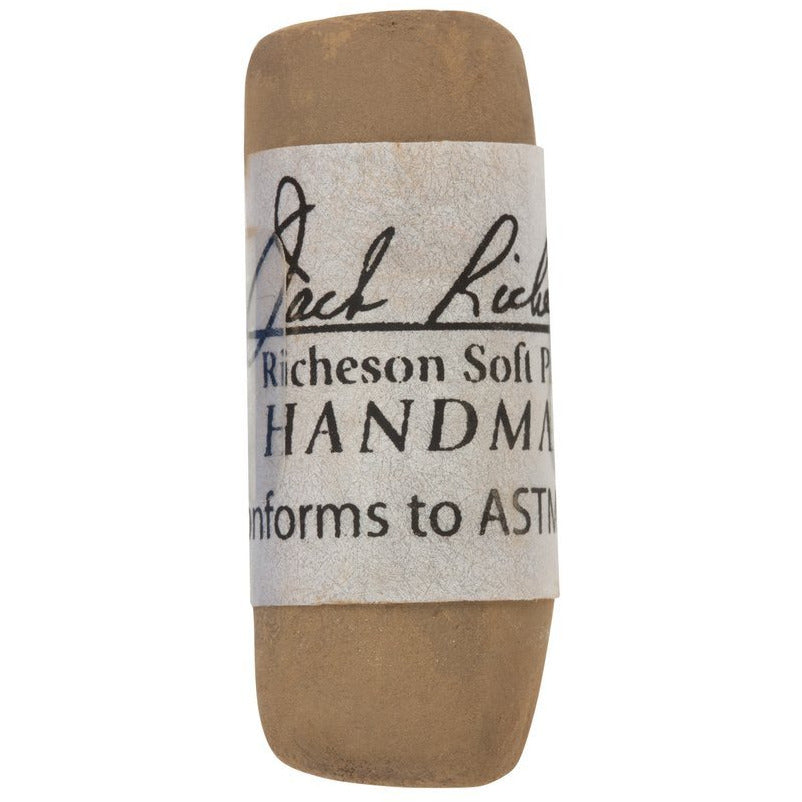 Jack Riche
Richeson Soft P
HANDMA
onforms to ASTM